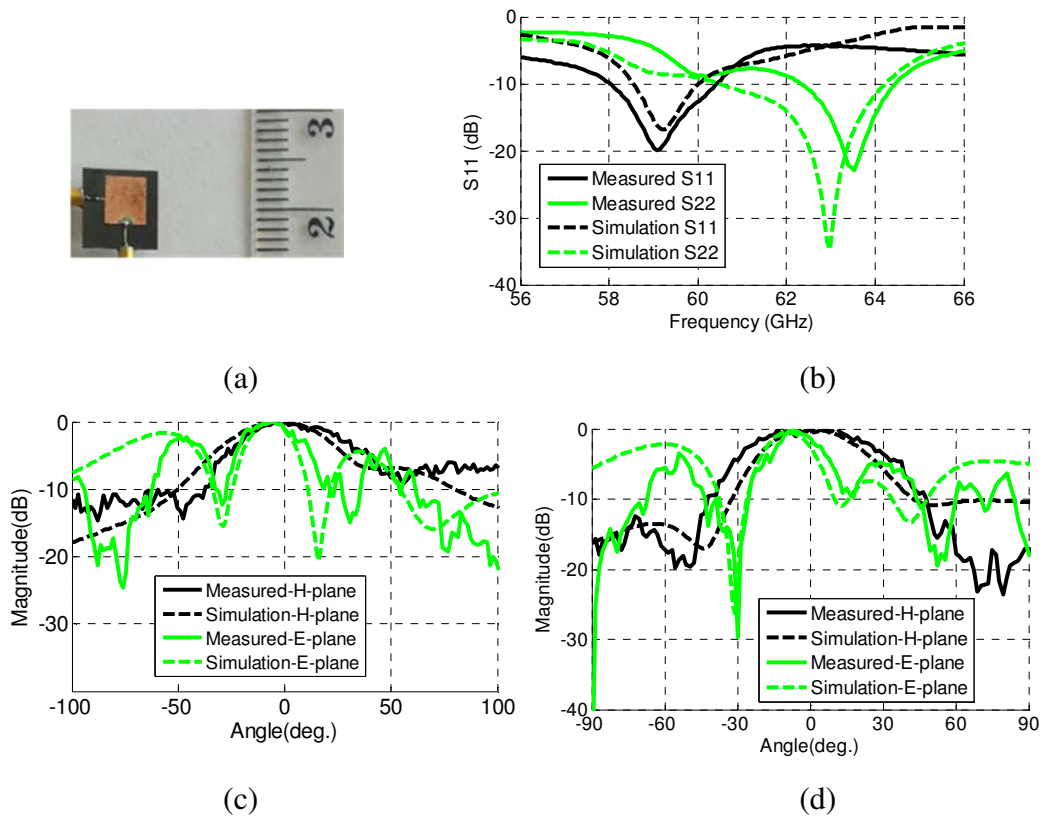 3
2
(a)
0
-10
-20
-30
-40
S11 (dB)
Measured S11
Measured S22
Simulation S11
Simulation S22
56 58 60 62 64 66
Frequency (GHz)
(b)
0
-10
-20
-30
Magnitude(dB)
Measured-H-plane
Simulation-H-plane
Measured-E-plane
Simulation-E-plane
-100 -50 0 50 100
Angle(deg.)
(c)
0
-10
-20
-30
-40
Magnitude(dB)
Measured-H-plane
Simulation-H-plane
Measured-E-plane
Simulation-E-plane
-90 -60 -30 0 30 60 90
Angle(deg.)
(d)